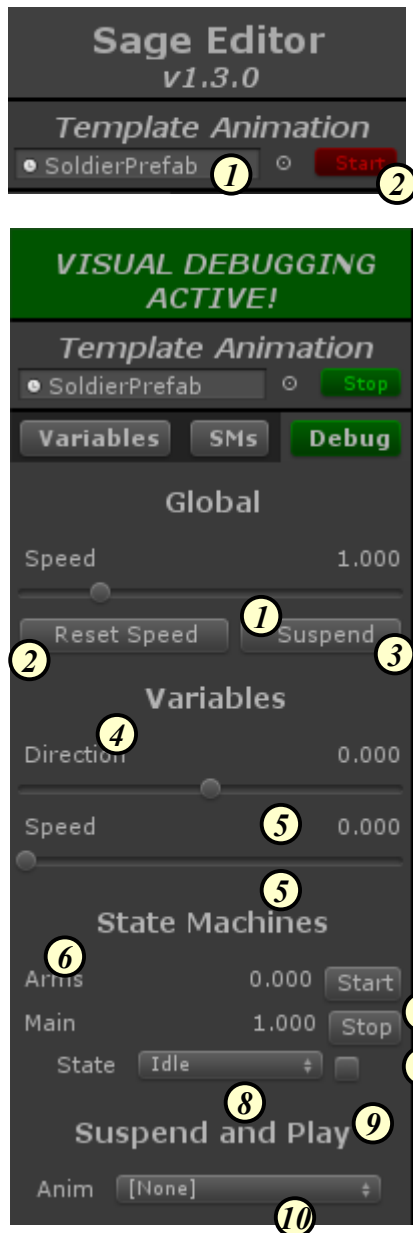 Sage Editor
v1.3.0
Template Animation
SoldierPrefab 1 Start 2
VISUAL DEBUGGING
ACTIVE!
Template Animation
SoldierPrefab Stop
Variables SMs Debug
Global
Speed 1.000
1
Reset Speed Suspend
2 3
Variables
4
Direction 0.000
Speed 5 0.000
5
State Machines
6
Arms 0.000 Start
Main 1.000 Stop
State Idle
8 9
Suspend and Play
Anim [None]
10